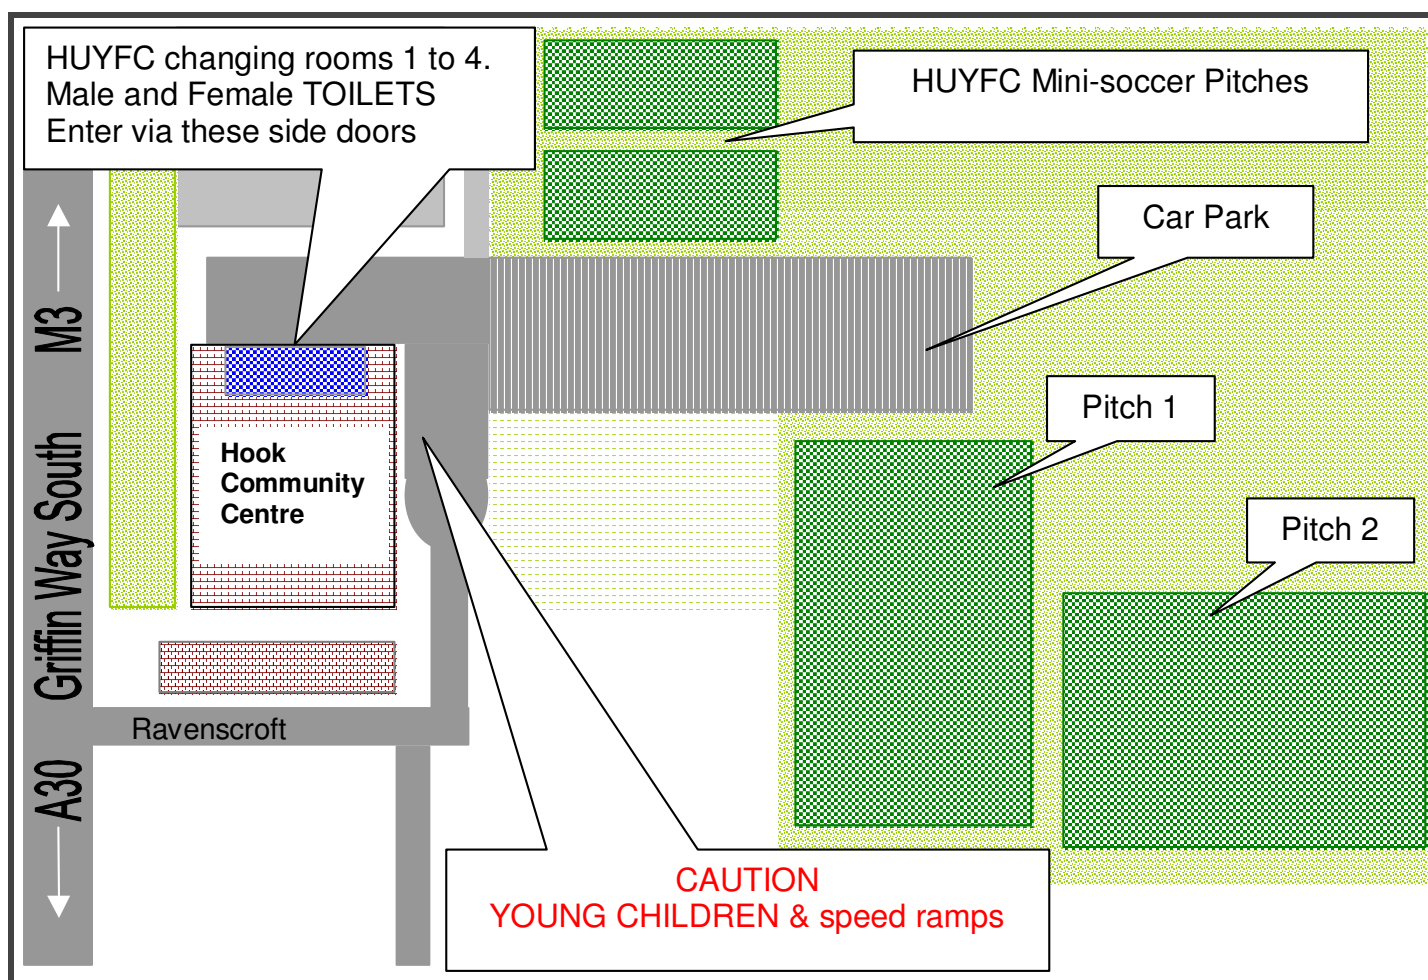 HUYFC changing rooms 1 to 4.
Male and Female TOILETS
Enter via these side doors
HUYFC Mini-soccer Pitches
Car Park
M3
Pitch 1
Hook
Community
Centre
Griffin Way South
Pitch 2
Ravenscroft
A30
CAUTION
YOUNG CHILDREN & speed ramps